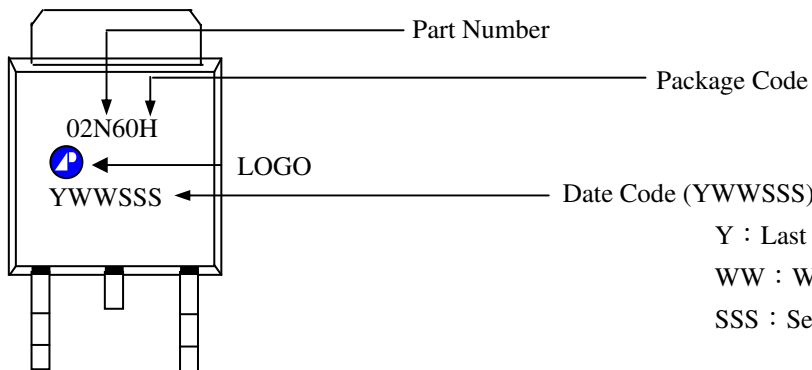 Part Number
Package Code
02N60H
LOGO
YWWSSS
Date Code (YWWSSS)
Y：Last
WW：W
SSS：Se